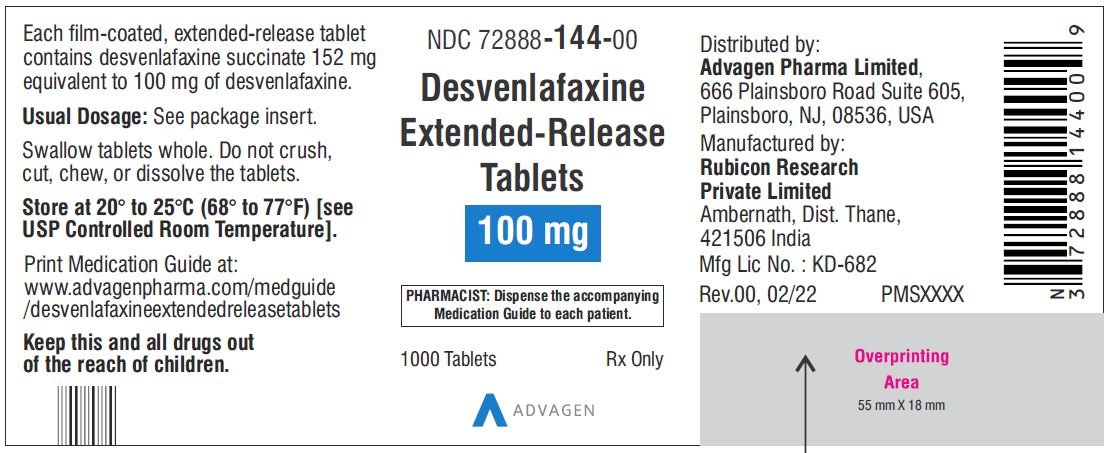 Each film-coated, extended-release tablet
contains desvenlafaxine succinate 152 mg
equivalent to 100 mg of desvenlafaxine.
Usual Dosage: See package insert.
Swallow tablets whole. Do not crush,
cut, chew, or dissolve the tablets.
Store at 20° to 25°C (68° to 77°F) [see
USP Controlled Room Temperature].
Print Medication Guide at:
www.advagenpharma.com/medguide
/desvenlafaxineextendedreleasetablets
Keep this and all drugs out
of the reach of children.
NDC 72888-144-00
Desvenlafaxine
Extended-Release
Tablets
100 mg
PHARMACIST: Dispense the accompanying
Medication Guide to each patient.
1000 Tablets Rx Only
ADVAGEN
Distributed by:
Advagen Pharma Limited,
666 Plainsboro Road Suite 605,
Plainsboro, NJ, 08536, USA
Manufactured by:
Rubicon Research
Private Limited
Ambernath, Dist. Thane,
421506 India
Mfg Lic No. : KD-682
Rev.00, 02/22 PMSXXXX
N 3 72888 14400 9
Overprinting
Area
55 mm X 18 mm